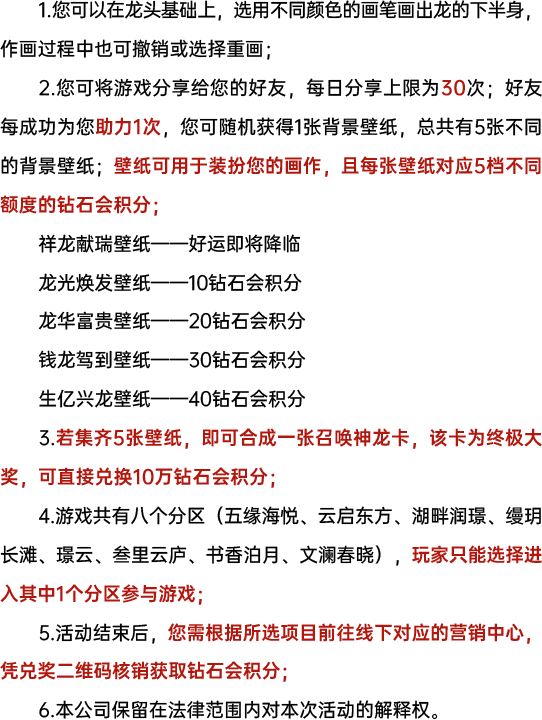 1.您可以在龙头基础上，选用不同颜色的画笔画出龙的下半身，
作画过程中也可撤销或选择重画；
2.您可将游戏分享给您的好友，每日分享上限为30次；好友
每成功为您助力1次，您可随机获得1张背景壁纸，总共有5张不同
的背景壁纸；壁纸可用于装扮您的画作，且每张壁纸对应5档不同
额度的钻石会积分；
祥龙献瑞壁纸——好运即将降临
龙光焕发壁纸——10钻石会积分
龙华富贵壁纸——20钻石会积分
钱龙驾到壁纸——30钻石会积分
生亿兴龙壁纸——40钻石会积分
3.若集齐5张壁纸，即可合成一张召唤神龙卡，该卡为终极大
奖，可直接兑换10万钻石会积分；
4.游戏共有八个分区（五缘海悦、云启东方、湖畔润璟、缦玥
长滩、璟云、叁里云庐、书香泊月、文澜春晓），玩家只能选择进
入其中1个分区参与游戏；
5.活动结束后，您需根据所选项目前往线下对应的营销中心，
凭兑奖二维码核销获取钻石会积分；
6.本公司保留在法律范围内对本次活动的解释权。